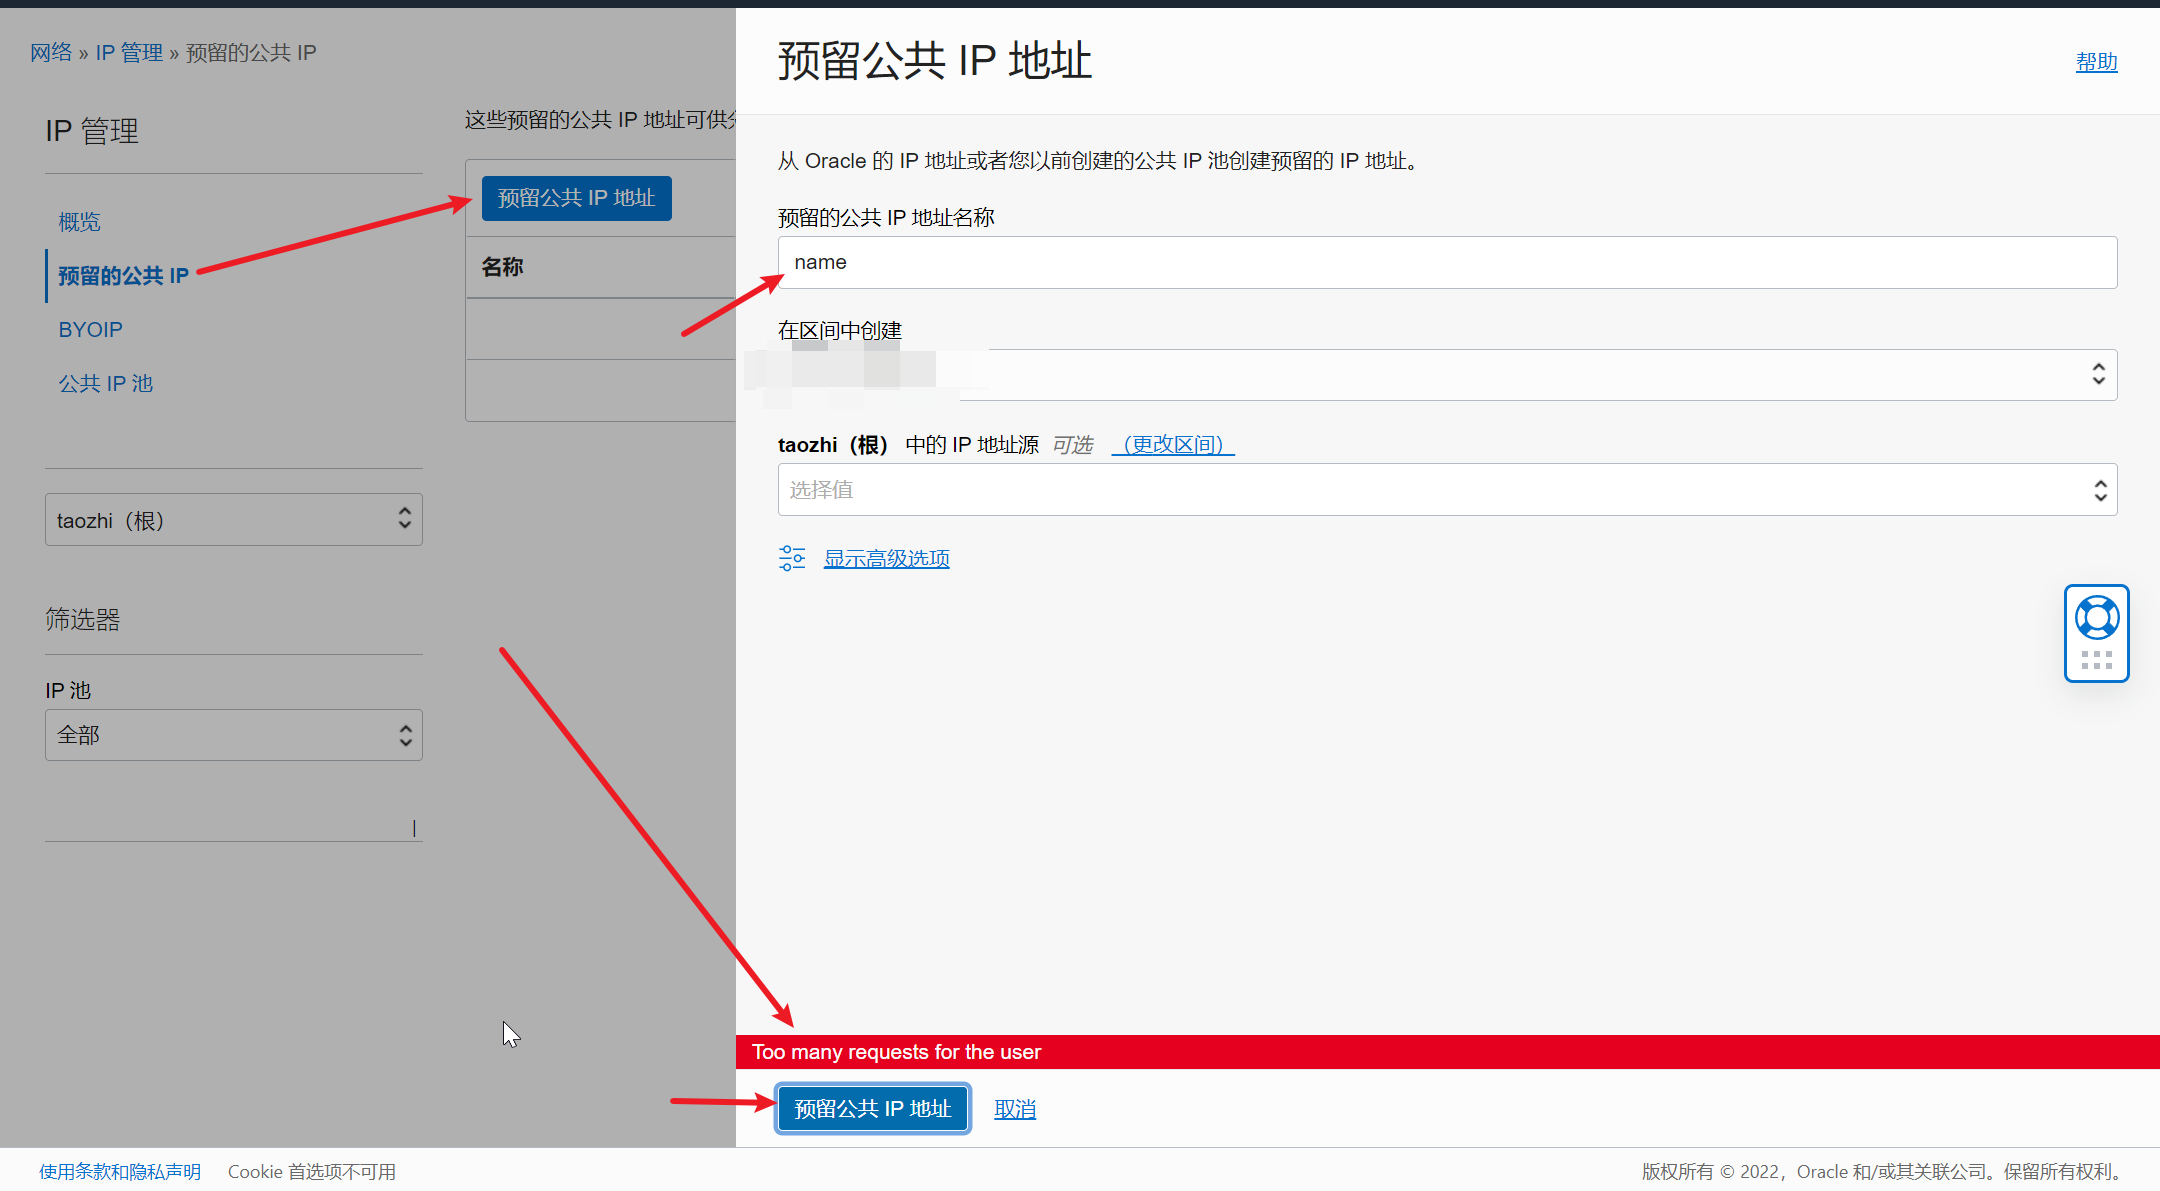 网络 » IP 管理 » 预留的公共 IP
IP 管理
概览
预留的公共 IP
BYOIP
公共 IP 池
taozhi（根）
筛选器
IP 池
全部
这些预留的公共 IP 地址可供
预留公共 IP 地址
名称
预留公共 IP 地址
帮助
从 Oracle 的 IP 地址或者您以前创建的公共 IP 池创建预留的 IP 地址。
预留的公共 IP 地址名称
name
在区间中创建
taozhi（根） 中的 IP 地址源 可选 （更改区间）
选择值
显示高级选项
Too many requests for the user
预留公共 IP 地址 取消
使用条款和隐私声明 Cookie 首选项不可用
版权所有 © 2022，Oracle 和/或其关联公司。保留所有权利。